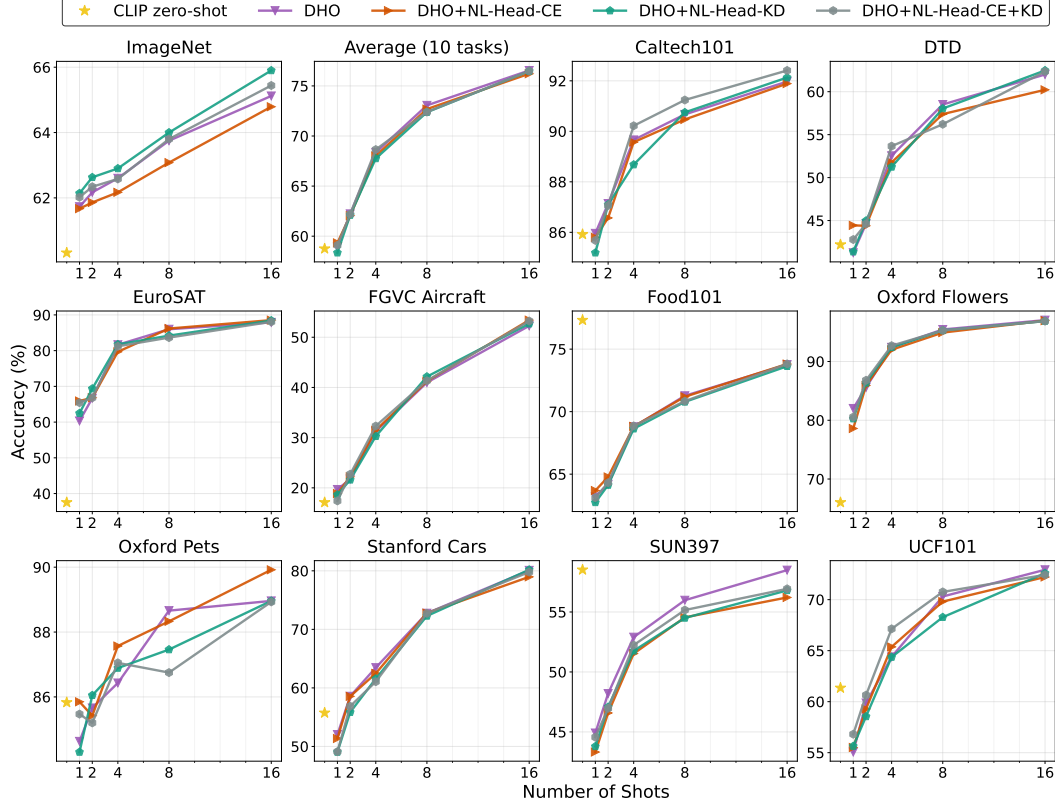 CLIP zero-shot DHO DHO+NL-Head-CE DHO+NL-Head-KD DHO+NL-Head-CE+KD
ImageNet Average (10 tasks) Caltech101 DTD
66 64 62
75 70 65 60
92 90 88 86
60 55 50 45
1 2 4 8 16 1 2 4 8 16 1 2 4 8 16 1 2 4 8 16
EuroSAT FGVC Aircraft Food101 Oxford Flowers
90 80 70 60 50 40
50 40 30 20
75 70 65
90 80 70
1 2 4 8 16 1 2 4 8 16 1 2 4 8 16 1 2 4 8 16
Accuracy (%)
Oxford Pets Stanford Cars SUN397 UCF101
90 88 86
80 70 60 50
55 50 45
70 65 60 55
1 2 4 8 16 1 2 4 8 16 1 2 4 8 16 1 2 4 8 16
Number of Shots